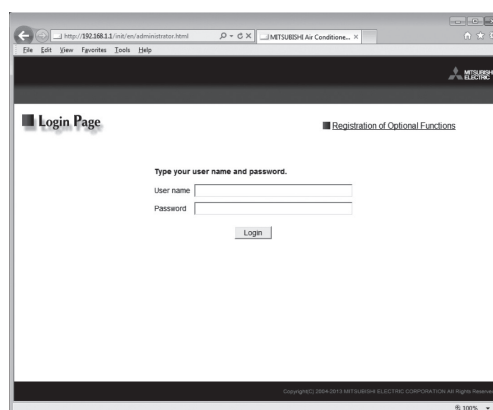 http://192.168.1.1/init/en/administrator.html
MITSUBISHI Air Conditione...
File Edit View Favorites Tools Help
MITSUBISHI
ELECTRIC
Login Page
Registration of Optional Functions
Type your user name and password.
User name
Password
Login
Copyright(C) 2004-2013 MITSUBISHI ELECTRIC CORPORATION All Rights Reserve
100%